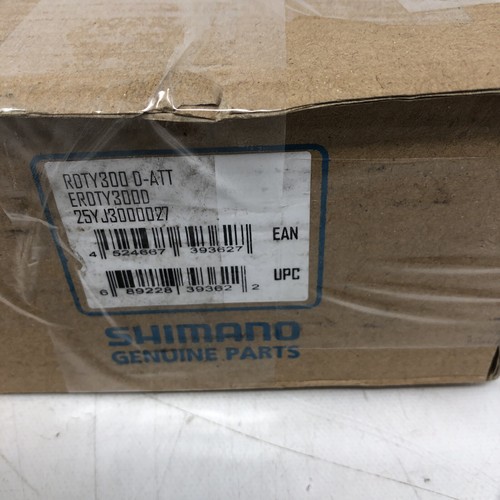 RDTY300 D-ATT
ERDTY300D
25YJ3000027
4 524667 393627 EAN
6 89228 39362 2 UPC
SHIMANO
GENUINE PARTS